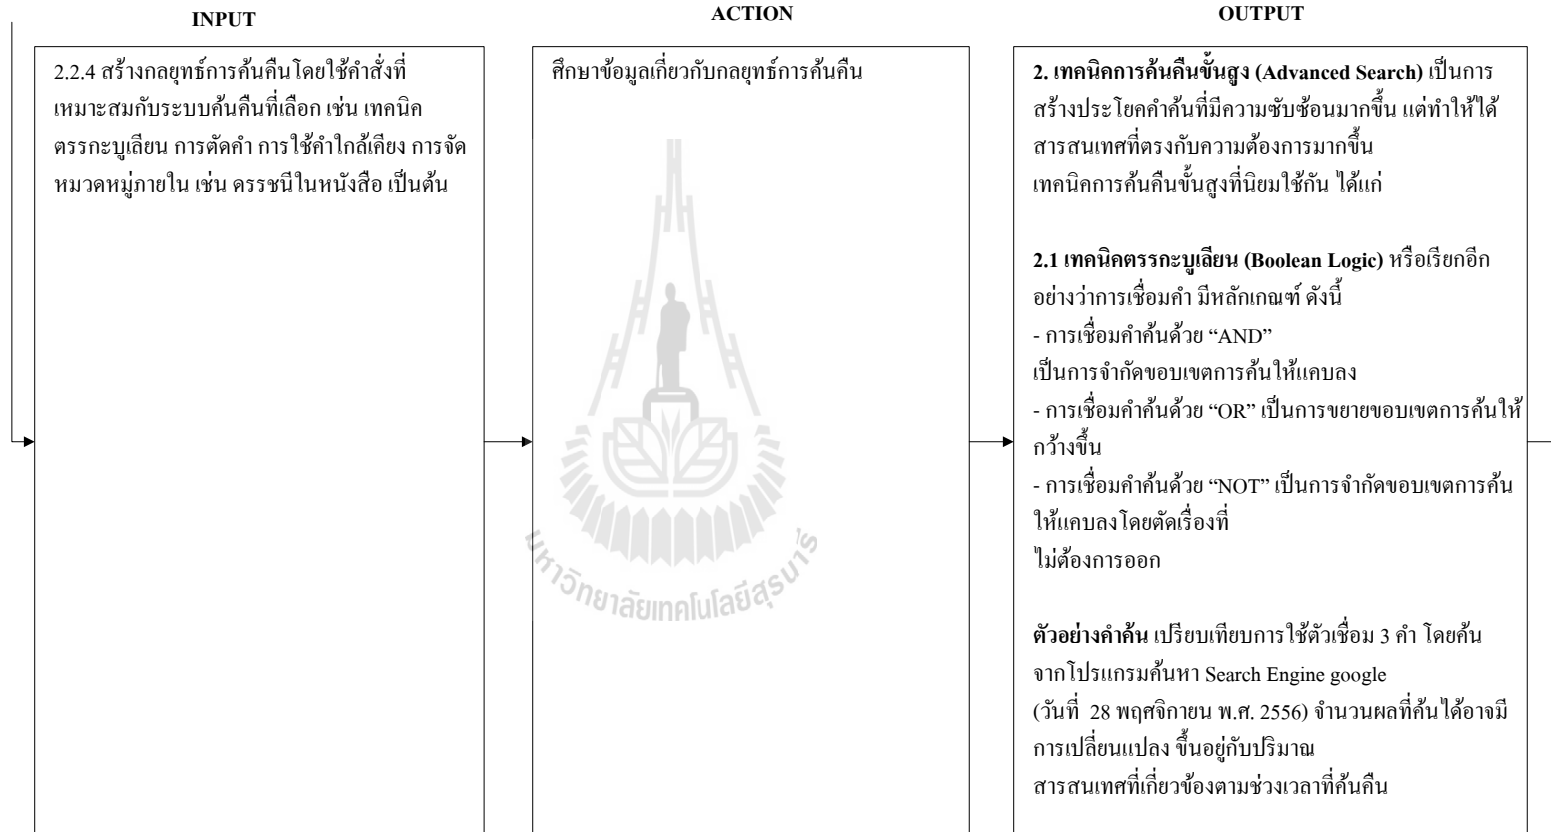 INPUT
ACTION
OUTPUT
2.2.4 สร้างกลยุทธ์การค้นคืนโดยใช้คำสั่งที่
เหมาะสมกับระบบค้นคืนที่เลือก เช่น เทคนิค
ตรรกะบูเลียน การตัดคำ การใช้คำใกล้เคียง การจัด
หมวดหมู่ภายใน เช่น ดรรชนีในหนังสือ เป็นต้น
ศึกษาข้อมูลเกี่ยวกับกลยุทธ์การค้นคืน
2. เทคนิคการค้นคืนขั้นสูง (Advanced Search) เป็นการ
สร้างประโยคคำค้นที่มีความซับซ้อนมากขึ้น แต่ทำให้ได้
สารสนเทศที่ตรงกับความต้องการมากขึ้น
เทคนิคการค้นคืนขั้นสูงที่นิยมใช้กัน ได้แก่
2.1 เทคนิคตรรกะบูเลียน (Boolean Logic) หรือเรียกอีก
อย่างว่าการเชื่อมคำ มีหลักเกณฑ์ ดังนี้
- การเชื่อมคำค้นด้วย “AND”
เป็นการจำกัดขอบเขตการค้นให้แคบลง
- การเชื่อมคำค้นด้วย “OR” เป็นการขยายขอบเขตการค้นให้
กว้างขึ้น
- การเชื่อมคำค้นด้วย “NOT” เป็นการจำกัดขอบเขตการค้น
ให้แคบลงโดยตัดเรื่องที่
ไม่ต้องการออก
ตัวอย่างคำค้น เปรียบเทียบการใช้ตัวเชื่อม 3 คำ โดยค้น
จากโปรแกรมค้นหา Search Engine google
(วันที่ 28 พฤศจิกายน พ.ศ. 2556) จำนวนผลที่ค้นได้อาจมี
การเปลี่ยนแปลง ขึ้นอยู่กับปริมาณ
สารสนเทศที่เกี่ยวข้องตามช่วงเวลาที่ค้นคืน
มหาวิทยาลัยเทคโนโลยีสุรนารี